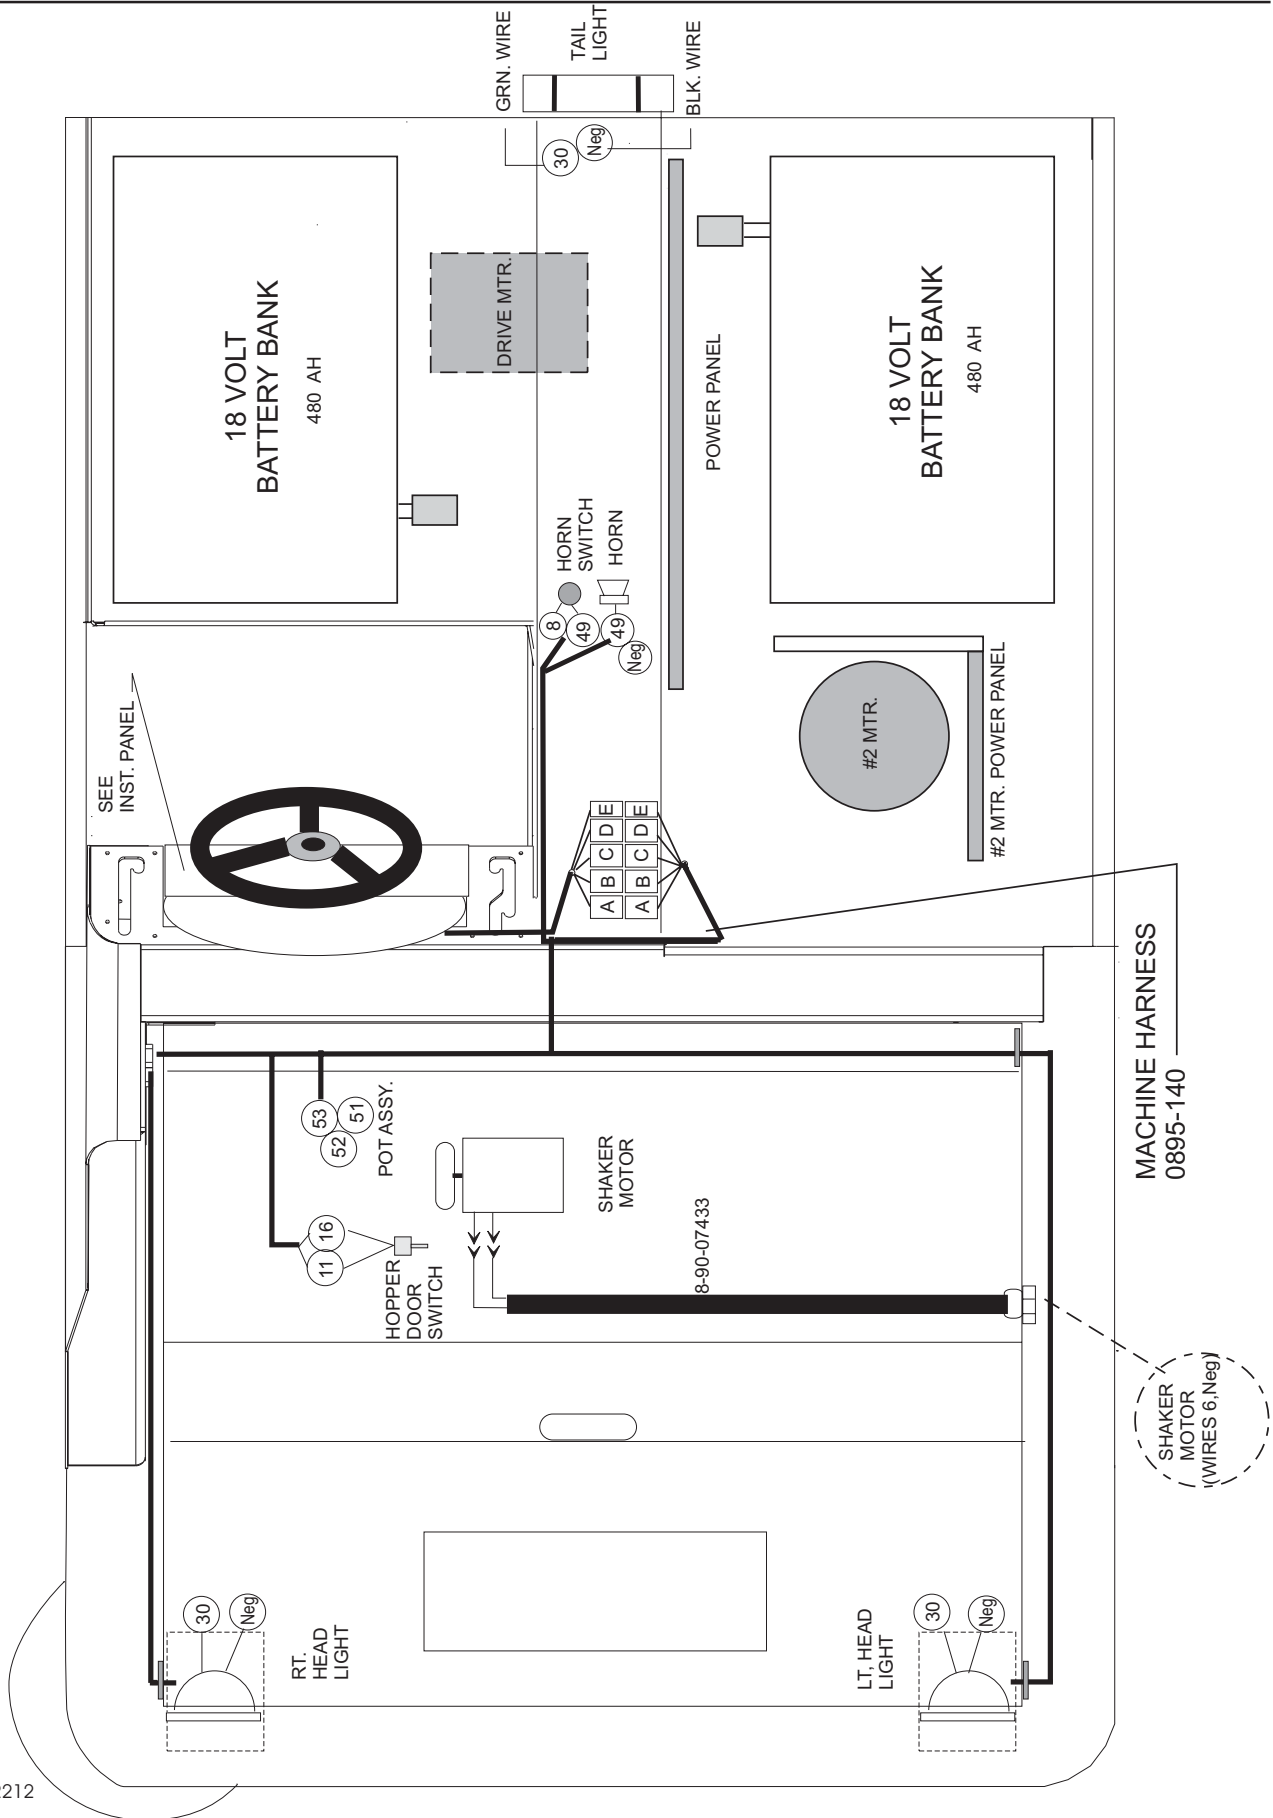 GRN. WIRE
TAIL
LIGHT
BLK. WIRE
30
Neg
18 VOLT
BATTERY BANK
480 AH
DRIVE MTR.
POWER PANEL
18 VOLT
BATTERY BANK
480 AH
HORN
SWITCH
HORN
8
49
49
Neg
SEE
INST. PANEL
#2 MTR.
#2 MTR. POWER PANEL
A B C D E
A B C D E
MACHINE HARNESS
0895-140
53
51
52
POT ASSY.
16
11
HOPPER
DOOR
SWITCH
SHAKER
MOTOR
8-90-07433
SHAKER
MOTOR
(WIRES 6,Neg)
30
Neg
RT.
HEAD
LIGHT
30
Neg
LT, HEAD
LIGHT